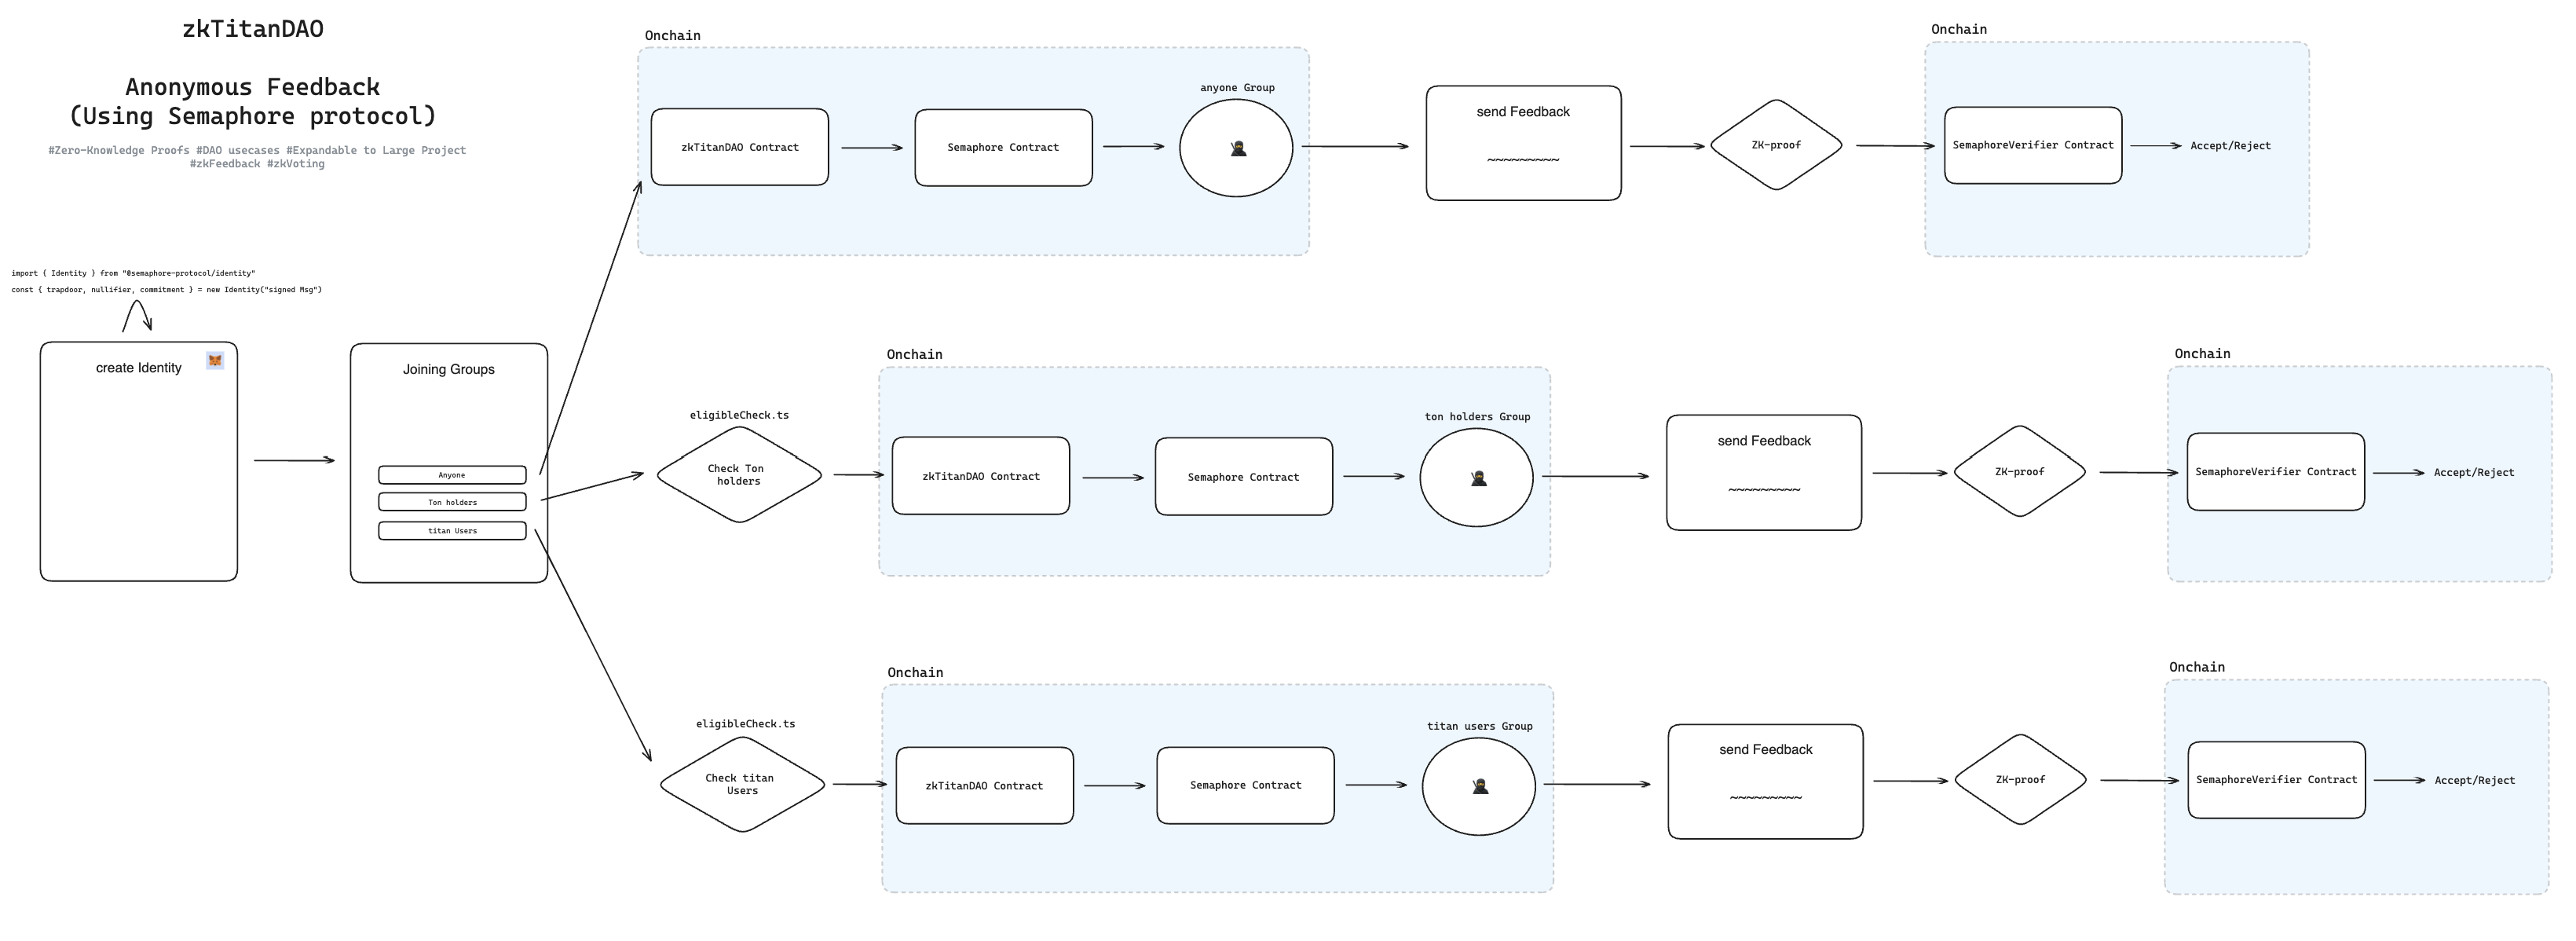 zkTitanDAO
Anonymous Feedback
(Using Semaphore protocol)
#Zero-Knowledge Proofs #DAO usecases #Expandable to Large Project
#zkFeedback #zkVoting
import { Identity } from "@semaphore-protocol/identity"
const { trapdoor, nullifier, commitment } = new Identity("signed Msg")
create Identity
Joining Groups
Anyone
Ton holders
titan Users
Onchain
zkTitanDAO Contract
Semaphore Contract
anyone Group
send Feedback
~~~~~~~~~
ZK-proof
Onchain
SemaphoreVerifier Contract
Accept/Reject
eligibleCheck.ts
Check Ton
holders
Onchain
zkTitanDAO Contract
Semaphore Contract
ton holders Group
send Feedback
~~~~~~~~~
ZK-proof
Onchain
SemaphoreVerifier Contract
Accept/Reject
eligibleCheck.ts
Check titan
Users
Onchain
zkTitanDAO Contract
Semaphore Contract
titan users Group
send Feedback
~~~~~~~~~
ZK-proof
Onchain
SemaphoreVerifier Contract
Accept/Reject